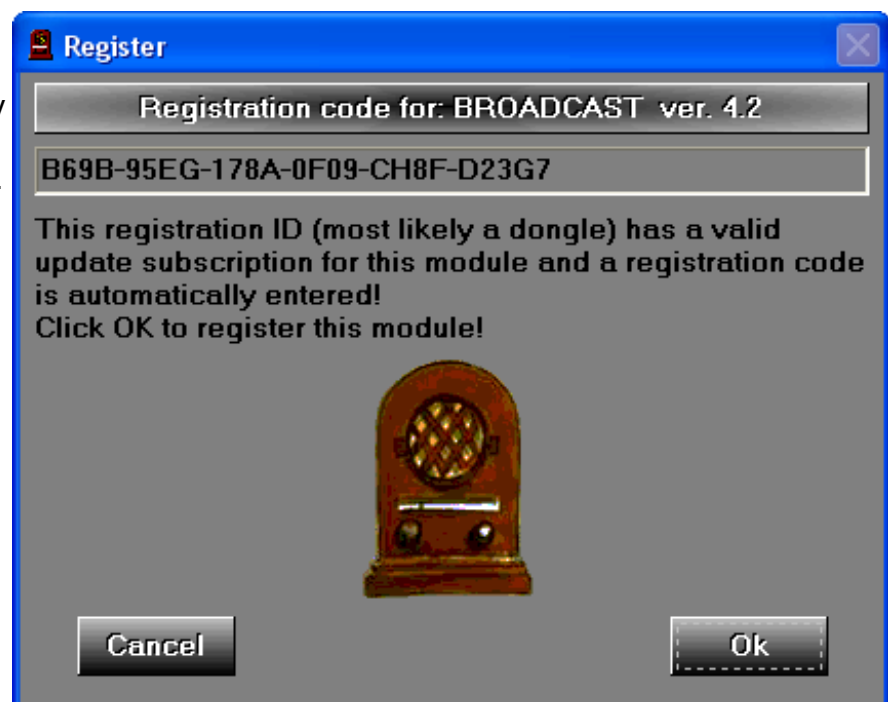 Register
Registration code for: BROADCAST ver. 4.2
B69B-95EG-178A-0F09-CH8F-D23G7
This registration ID (most likely a dongle) has a valid
update subscription for this module and a registration code
is automatically entered!
Click OK to register this module!
Cancel
Ok